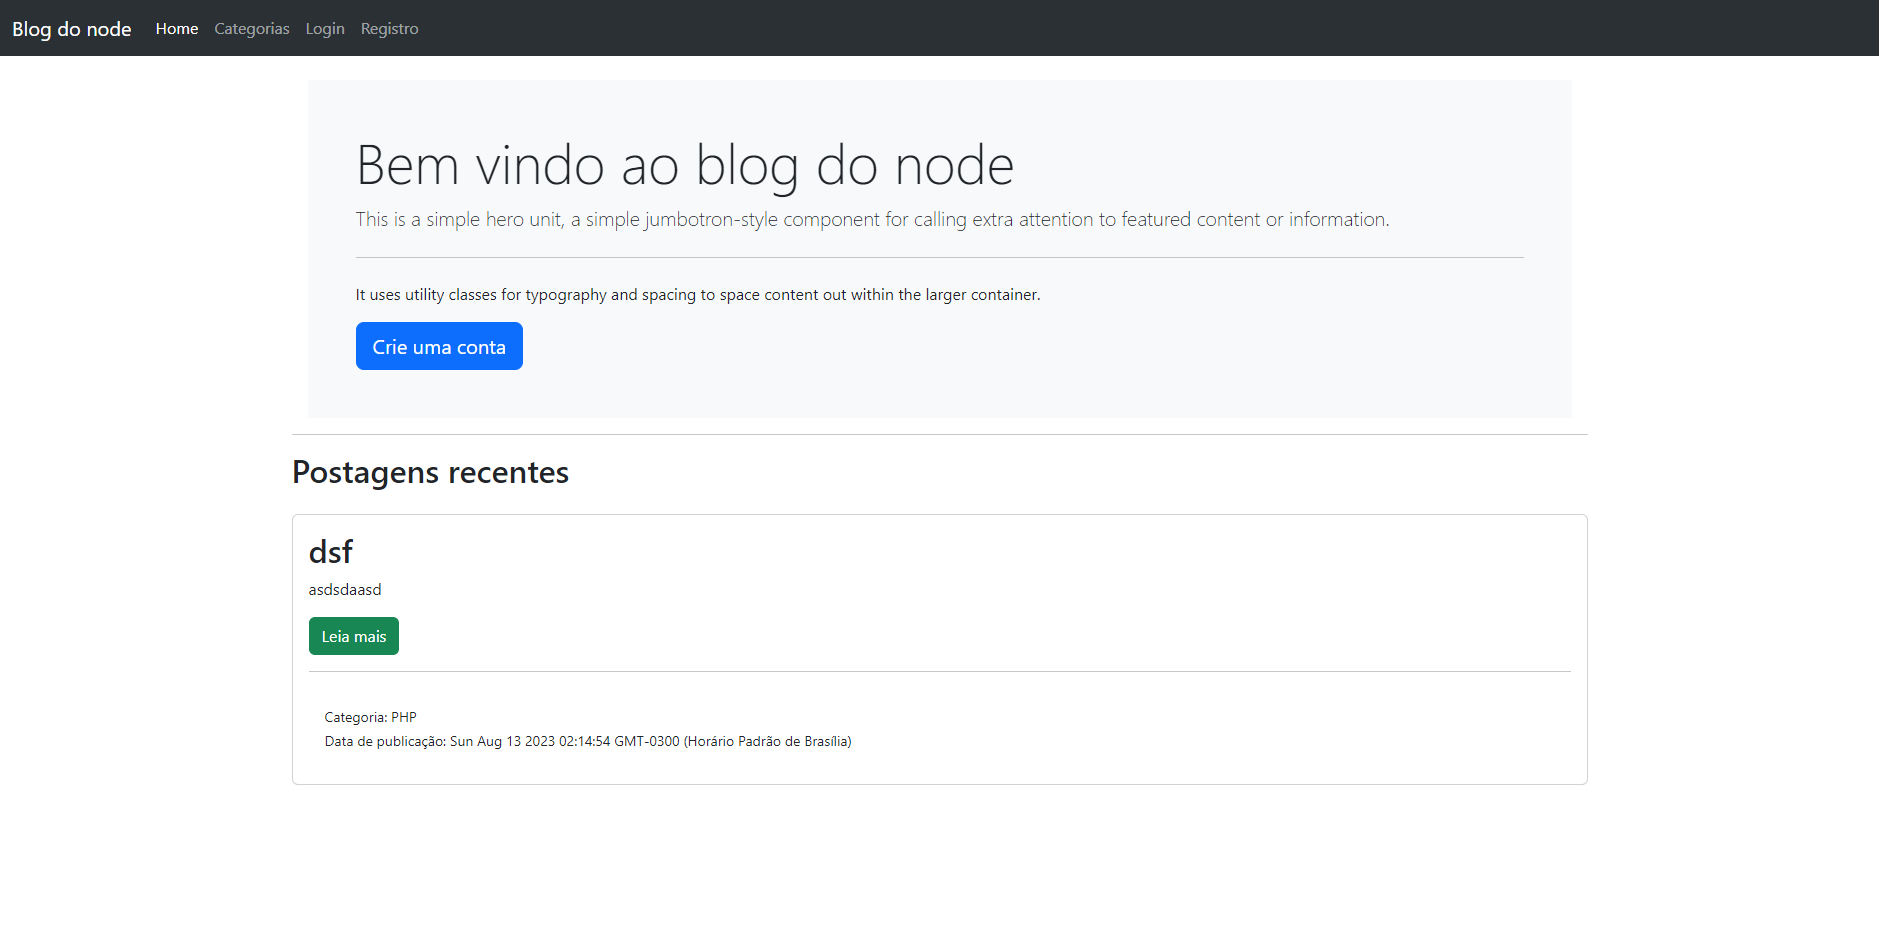 Blog do node Home Categorias Login Registro
Bem vindo ao blog do node
This is a simple hero unit, a simple jumbotron-style component for calling extra attention to featured content or information.
It uses utility classes for typography and spacing to space content out within the larger container.
Crie uma conta
Postagens recentes
dsf
asdsdaasd
Leia mais
Categoria: PHP
Data de publicação: Sun Aug 13 2023 02:14:54 GMT-0300 (Horário Padrão de Brasília)